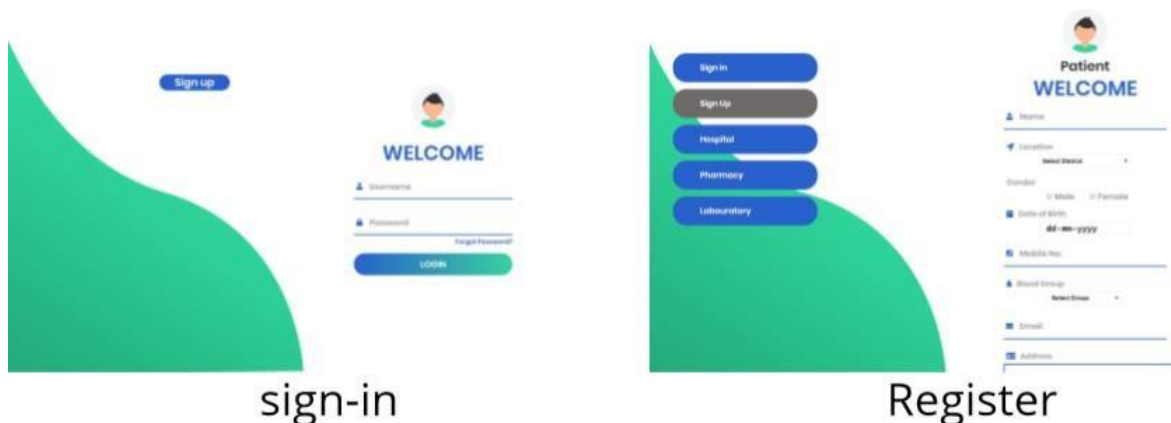 Sign up
WELCOME
Username
Password
Forgot Password?
LOGIN
sign-in
Sign in
Sign Up
Hospital
Pharmacy
Labouratory
Patient
WELCOME
Name
Location
Select District
Gender
Male Female
Date of Birth
dd-mm-yyyy
Mobile No
Blood Group
Select Group
Email
Address
Register